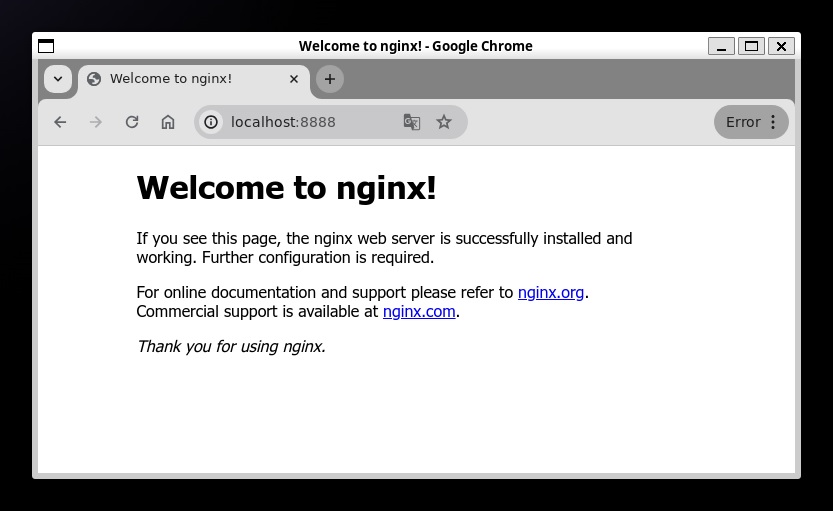 Welcome to nginx! - Google Chrome
Welcome to nginx!
localhost:8888
Error
Welcome to nginx!
If you see this page, the nginx web server is successfully installed and
working. Further configuration is required.
For online documentation and support please refer to nginx.org.
Commercial support is available at nginx.com.
Thank you for using nginx.